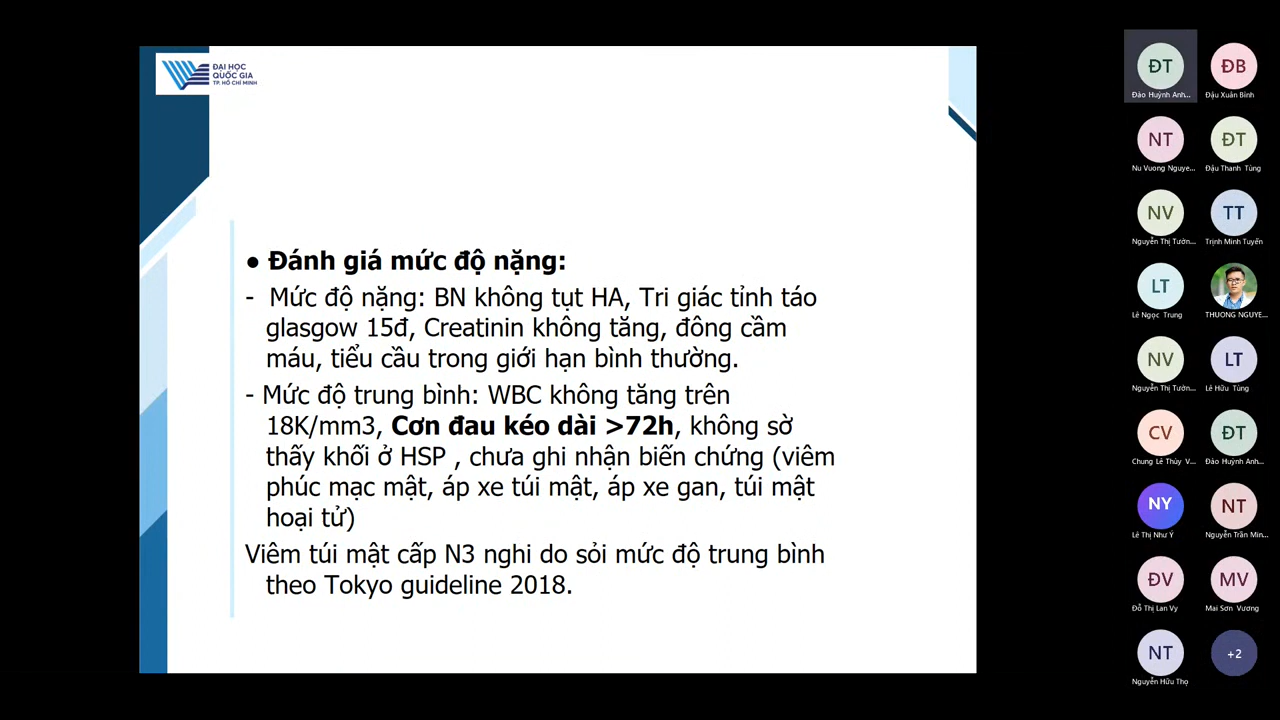 ĐẠI HỌC
QUỐC GIA
TP. HỒ CHÍ MINH
● Đánh giá mức độ nặng:
- Mức độ nặng: BN không tụt HA, Tri giác tỉnh táo
glasgow 15đ, Creatinin không tăng, đông cầm
máu, tiểu cầu trong giới hạn bình thường.
- Mức độ trung bình: WBC không tăng trên
18K/mm3, Cơn đau kéo dài >72h, không sờ
thấy khối ở HSP , chưa ghi nhận biến chứng (viêm
phúc mạc mật, áp xe túi mật, áp xe gan, túi mật
hoại tử)
Viêm túi mật cấp N3 nghi do sỏi mức độ trung bình
theo Tokyo guideline 2018.
ĐT
Đào Huỳnh Anh...
ĐB
Đậu Xuân Bình
NT
Nu Vuong Nguye...
ĐT
Đậu Thanh Tùng
NV
Nguyễn Thị Tườn...
TT
Trịnh Minh Tuyến
LT
Lê Ngọc Trung
THUONG NGUYE...
NV
Nguyễn Thị Tườn...
LT
Lê Hữu Tùng
CV
Chung Lê Thùy V...
ĐT
Đào Huỳnh Anh...
NY
Lê Thị Như Ý
NT
Nguyễn Trần Min...
ĐV
Đỗ Thị Lan Vy
MV
Mai Sơn Vương
NT
Nguyễn Hữu Thọ
+2